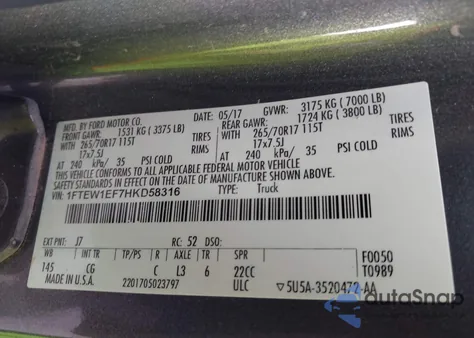 MFD. BY FORD MOTOR CO.
DATE: 05/17 GVWR: 3175 KG ( 7000 LB)
FRONT GAWR: 1531 KG ( 3375 LB) REAR GAWR: 1724 KG ( 3800 LB)
WITH 265/70R17 115T TIRES WITH 265/70R17 115T TIRES
17x7.5J RIMS 17x7.5J RIMS
AT 240 kPa/ 35 PSI COLD AT 240 kPa/ 35 PSI COLD
THIS VEHICLE CONFORMS TO ALL APPLICABLE FEDERAL MOTOR VEHICLE
SAFETY STANDARDS IN EFFECT ON THE DATE OF MANUFACTURE SHOWN ABOVE.
VIN: 1FTEW1EF7HKD58316 TYPE: Truck
EXT PNT: J7 RC: 52 DSO:
WB INT TR TP/PS R AXLE TR SPR F0050
145 CG C L3 6 22CC T0989
MADE IN U.S.A. 2201705023797 ULC 5U5A-3520472-AA
autoSnap